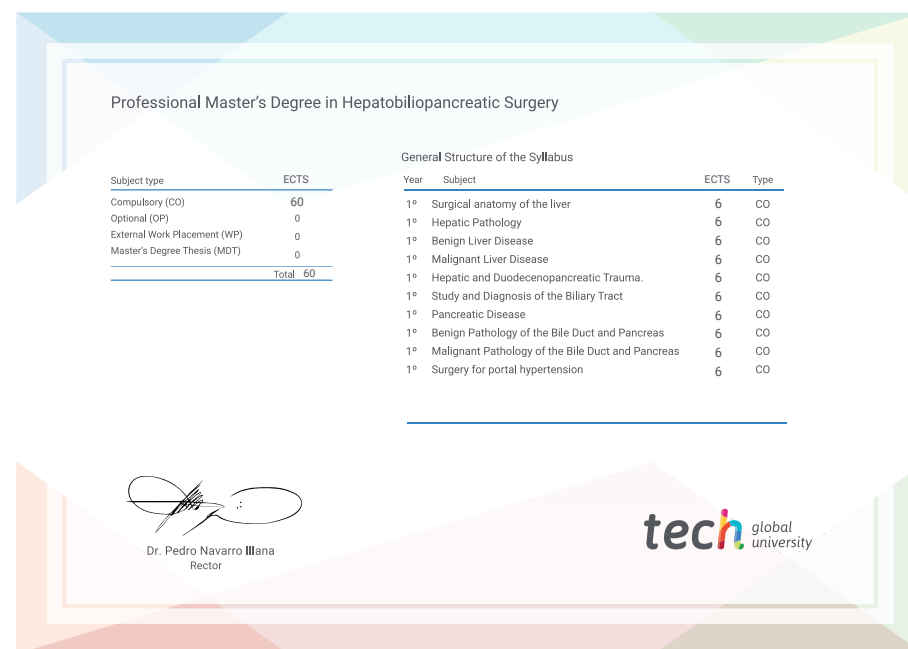 Professional Master's Degree in Hepatobiliopancreatic Surgery
Subject type ECTS
Compulsory (CO) 60
Optional (OP) 0
External Work Placement (WP) 0
Master's Degree Thesis (MDT) 0
Total 60
General Structure of the Syllabus
Year Subject ECTS Type
1º Surgical anatomy of the liver 6 CO
1º Hepatic Pathology 6 CO
1º Benign Liver Disease 6 CO
1º Malignant Liver Disease 6 CO
1º Hepatic and Duodecenopancreatic Trauma. 6 CO
1º Study and Diagnosis of the Biliary Tract 6 CO
1º Pancreatic Disease 6 CO
1º Benign Pathology of the Bile Duct and Pancreas 6 CO
1º Malignant Pathology of the Bile Duct and Pancreas 6 CO
1º Surgery for portal hypertension 6 CO
Dr. Pedro Navarro Illana
Rector
tech global
university